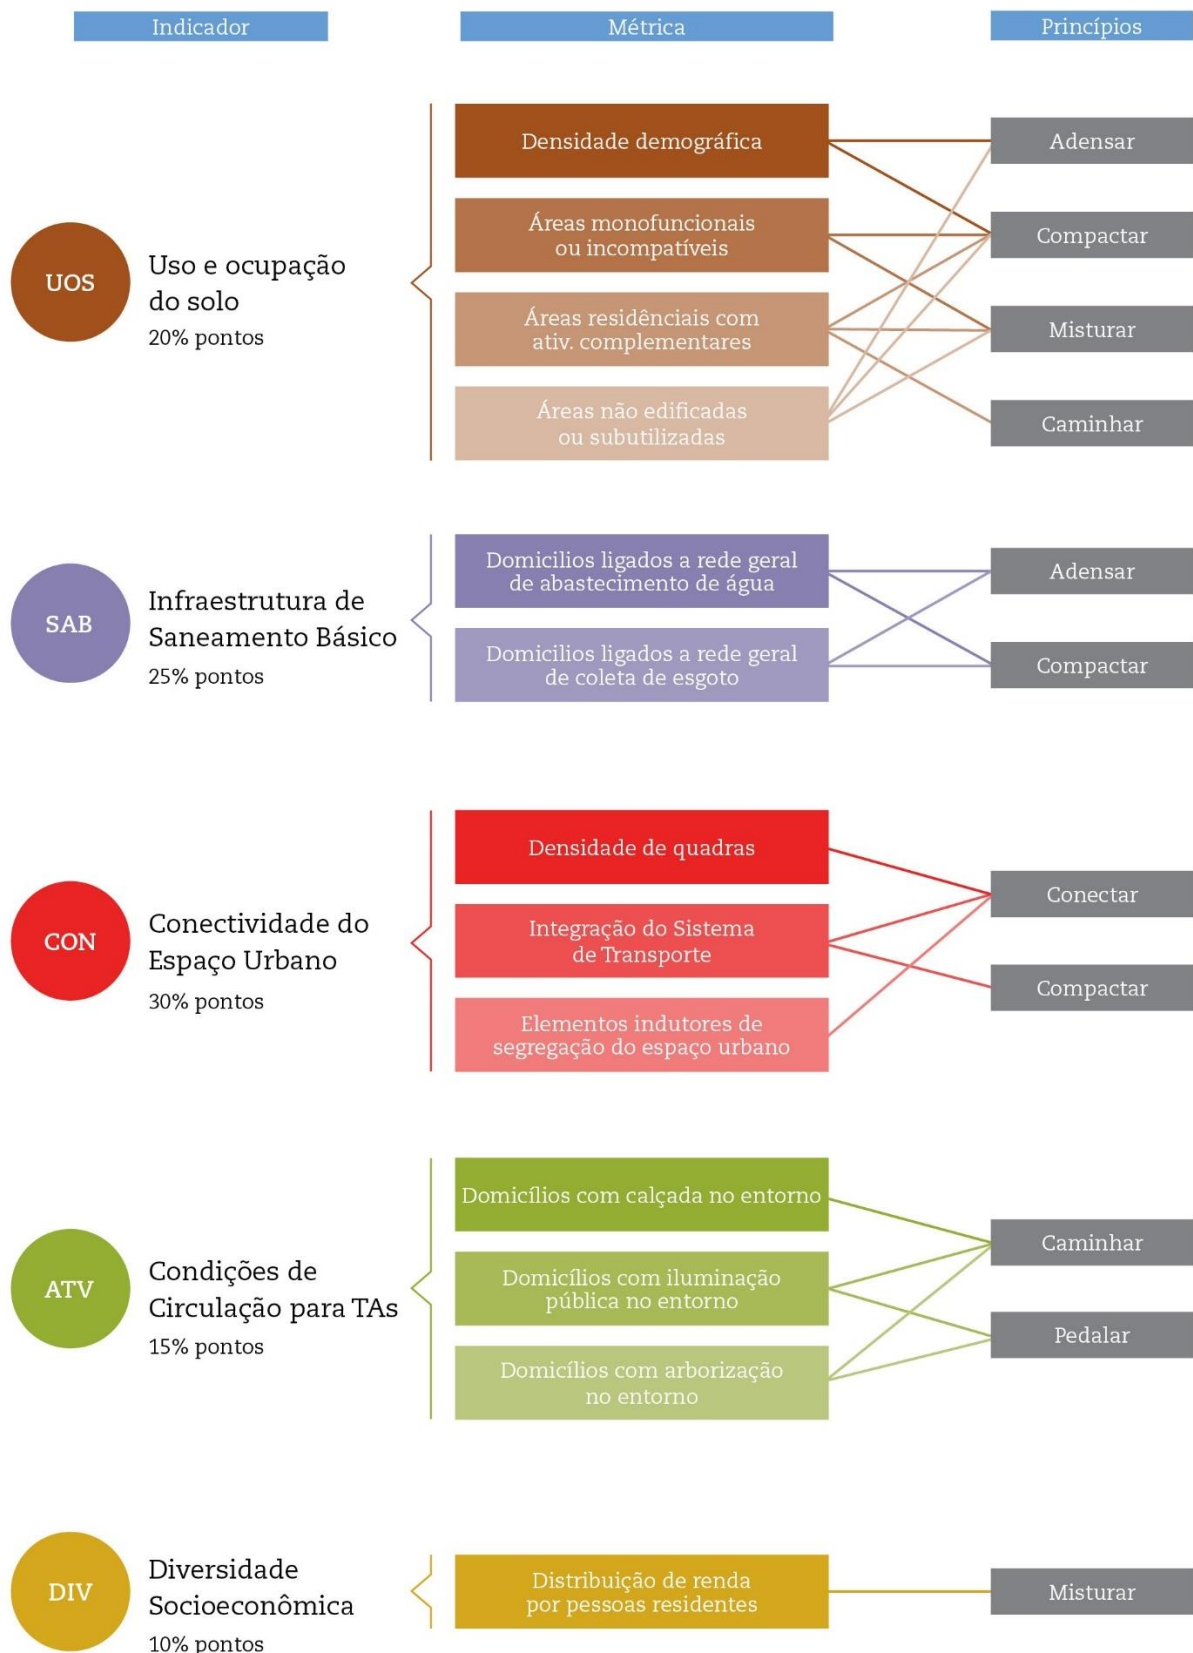 Indicador
Métrica
Princípios
UOS
Uso e ocupação
do solo
20% pontos
Densidade demográfica
Áreas monofuncionais
ou incompatíveis
Áreas residênciais com
ativ. complementares
Áreas não edificadas
ou subutilizadas
Adensar
Compactar
Misturar
Caminhar
SAB
Infraestrutura de
Saneamento Básico
25% pontos
Domicilios ligados a rede geral
de abastecimento de água
Domicilios ligados a rede geral
de coleta de esgoto
Adensar
Compactar
CON
Conectividade do
Espaço Urbano
30% pontos
Densidade de quadras
Integração do Sistema
de Transporte
Elementos indutores de
segregação do espaço urbano
Conectar
Compactar
ATV
Condições de
Circulação para TAs
15% pontos
Domicílios com calçada no entorno
Domicílios com iluminação
pública no entorno
Domicílios com arborização
no entorno
Caminhar
Pedalar
DIV
Diversidade
Socioeconômica
10% pontos
Distribuição de renda
por pessoas residentes
Misturar